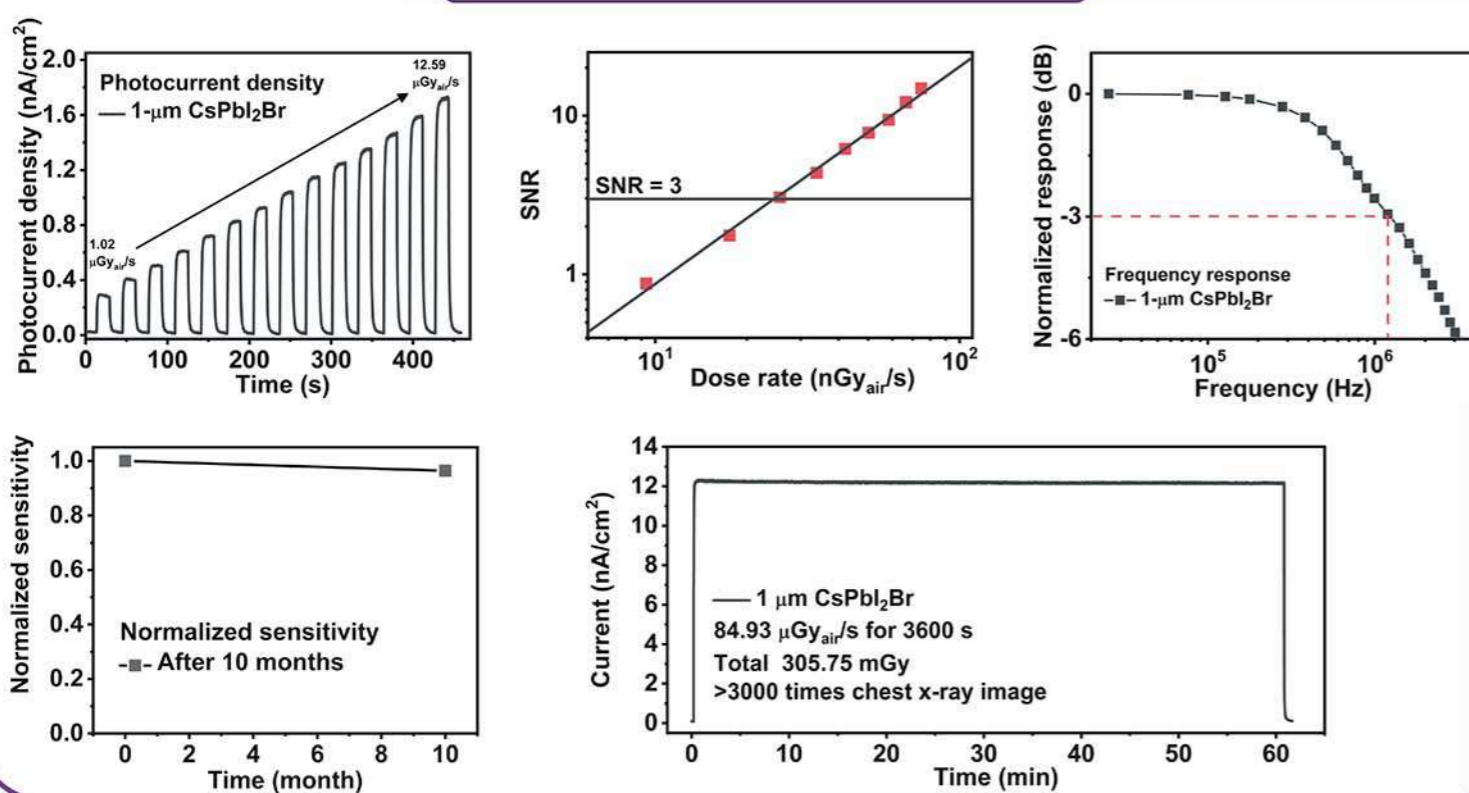 Photocurrent density (nA/cm²)
2.0
1.6
1.2
0.8
0.4
0.0
Photocurrent density
1-μm CsPbI₂Br
12.59
μGyₐᵢᵣ/s
1.02
μGyₐᵢᵣ/s
0 100 200 300 400
Time (s)
SNR
10
1
SNR = 3
10¹ 10²
Dose rate (nGyₐᵢᵣ/s)
Normalized response (dB)
0
-3
-6
Frequency response
1-μm CsPbI₂Br
10⁵ 10⁶
Frequency (Hz)
Normalized sensitivity
1.0
0.8
0.6
0.4
0.2
0.0
Normalized sensitivity
After 10 months
0 2 4 6 8 10
Time (month)
Current (nA/cm²)
14
12
10
8
6
4
2
0
1 μm CsPbI₂Br
84.93 μGyₐᵢᵣ/s for 3600 s
Total 305.75 mGy
>3000 times chest x-ray image
0 10 20 30 40 50 60
Time (min)